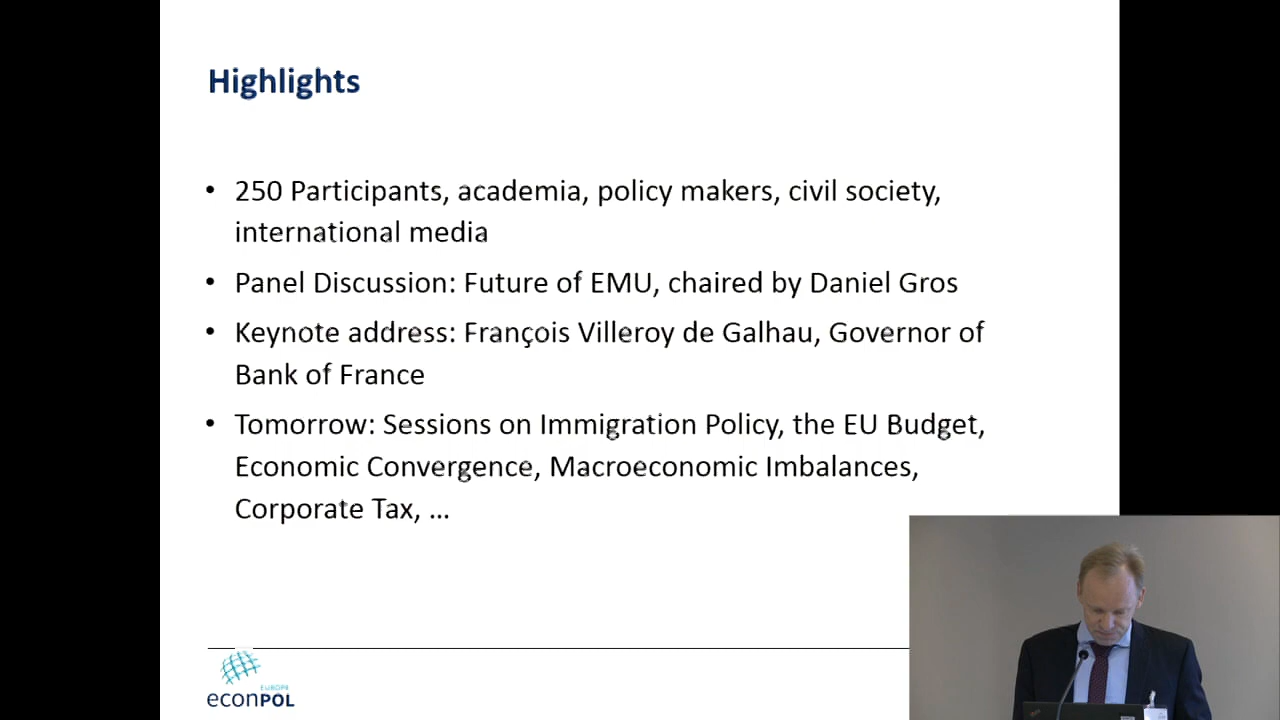 Highlights
• 250 Participants, academia, policy makers, civil society,
international media
• Panel Discussion: Future of EMU, chaired by Daniel Gros
• Keynote address: François Villeroy de Galhau, Governor of
Bank of France
• Tomorrow: Sessions on Immigration Policy, the EU Budget,
Economic Convergence, Macroeconomic Imbalances,
Corporate Tax, ...
EUROPE
econPOL